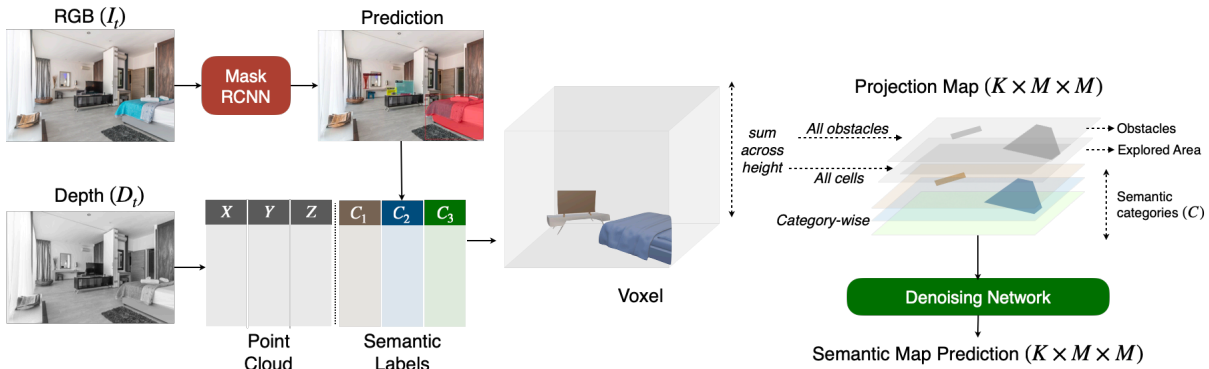 RGB (I_t)
Prediction
Mask
RCNN
Depth (D_t)
X Y Z C_1 C_2 C_3
Point
Cloud
Semantic
Labels
Voxel
sum
across
height
Projection Map (K × M × M)
All obstacles
All cells
Category-wise
Obstacles
Explored Area
Semantic
categories (C)
Denoising Network
Semantic Map Prediction (K × M × M)